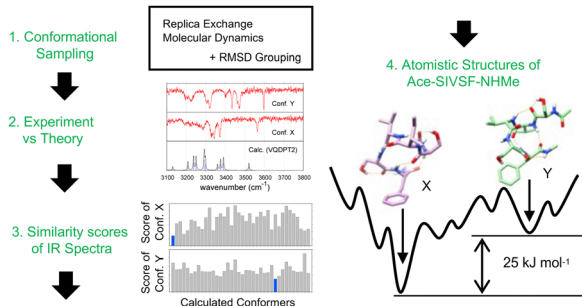 1. Conformational
Sampling
Replica Exchange
Molecular Dynamics
+ RMSD Grouping
2. Experiment
vs Theory
Conf. Y
Conf. X
Calc. (VQDPT2)
3100 3200 3300 3400 3500 3600 3700 3800
wavenumber (cm-1)
3. Similarity scores
of IR Spectra
Score of
Conf. X
Score of
Conf. Y
Calculated Conformers
4. Atomistic Structures of
Ace-SIVSF-NHMe
X
Y
25 kJ mol-1